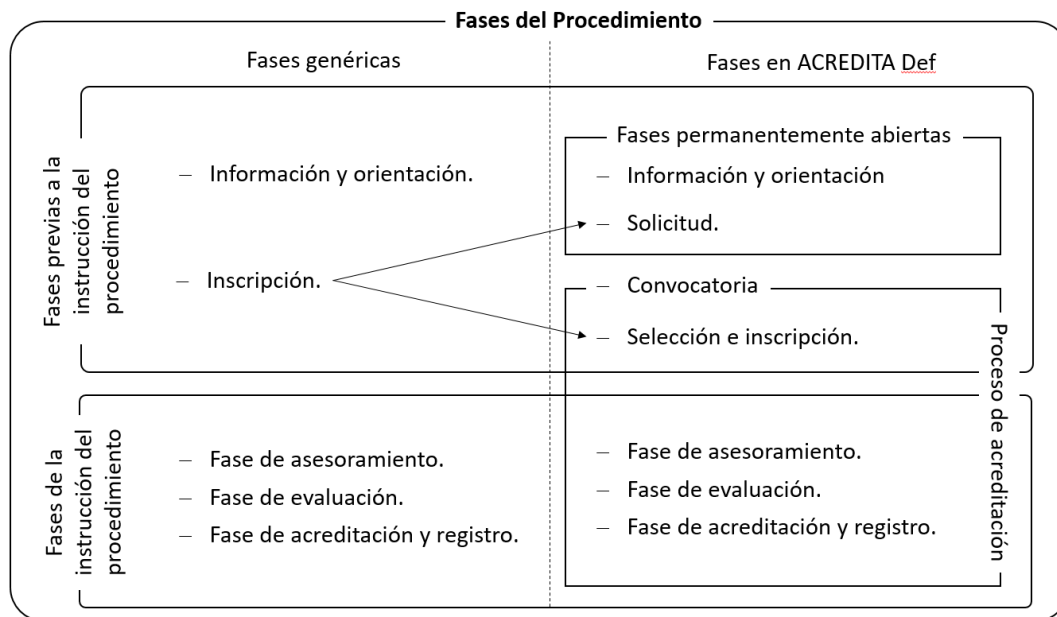 Fases del Procedimiento
Fases genéricas
Fases en ACREDITA Def
Fases previas a la
instrucción del
procedimiento
– Información y orientación.
– Inscripción.
Fases permanentemente abiertas
– Información y orientación
– Solicitud.
– Convocatoria
– Selección e inscripción.
Proceso de acreditación
Fases de la
instrucción del
procedimiento
– Fase de asesoramiento.
– Fase de evaluación.
– Fase de acreditación y registro.
– Fase de asesoramiento.
– Fase de evaluación.
– Fase de acreditación y registro.